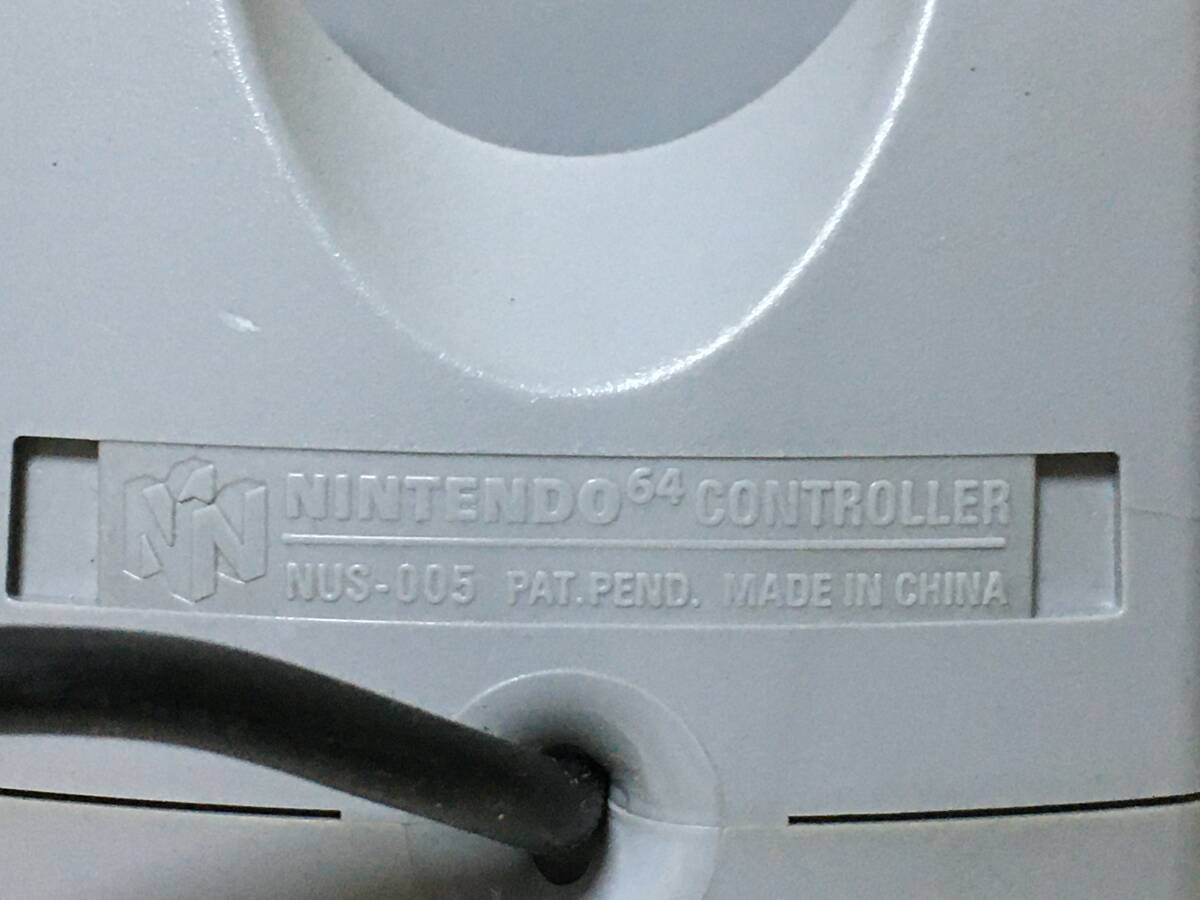 NINTENDO64 CONTROLLER
NUS-005 PAT.PEND. MADE IN CHINA